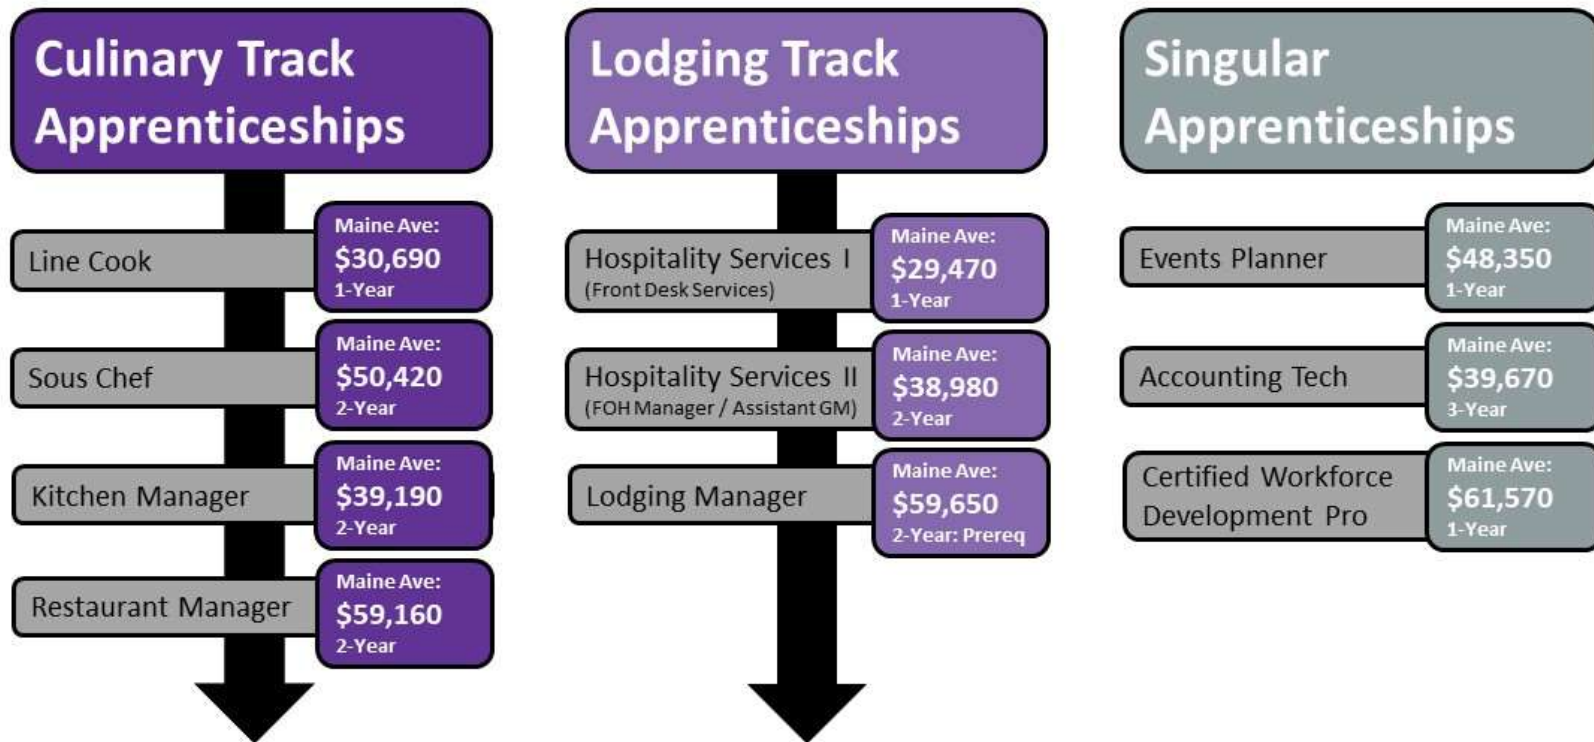 Culinary Track
Apprenticeships
Line Cook
Maine Ave:
$30,690
1-Year
Sous Chef
Maine Ave:
$50,420
2-Year
Kitchen Manager
Maine Ave:
$39,190
2-Year
Restaurant Manager
Maine Ave:
$59,160
2-Year
Lodging Track
Apprenticeships
Hospitality Services I
(Front Desk Services)
Maine Ave:
$29,470
1-Year
Hospitality Services II
(FOH Manager / Assistant GM)
Maine Ave:
$38,980
2-Year
Lodging Manager
Maine Ave:
$59,650
2-Year: Prereq
Singular
Apprenticeships
Events Planner
Maine Ave:
$48,350
1-Year
Accounting Tech
Maine Ave:
$39,670
3-Year
Certified Workforce
Development Pro
Maine Ave:
$61,570
1-Year